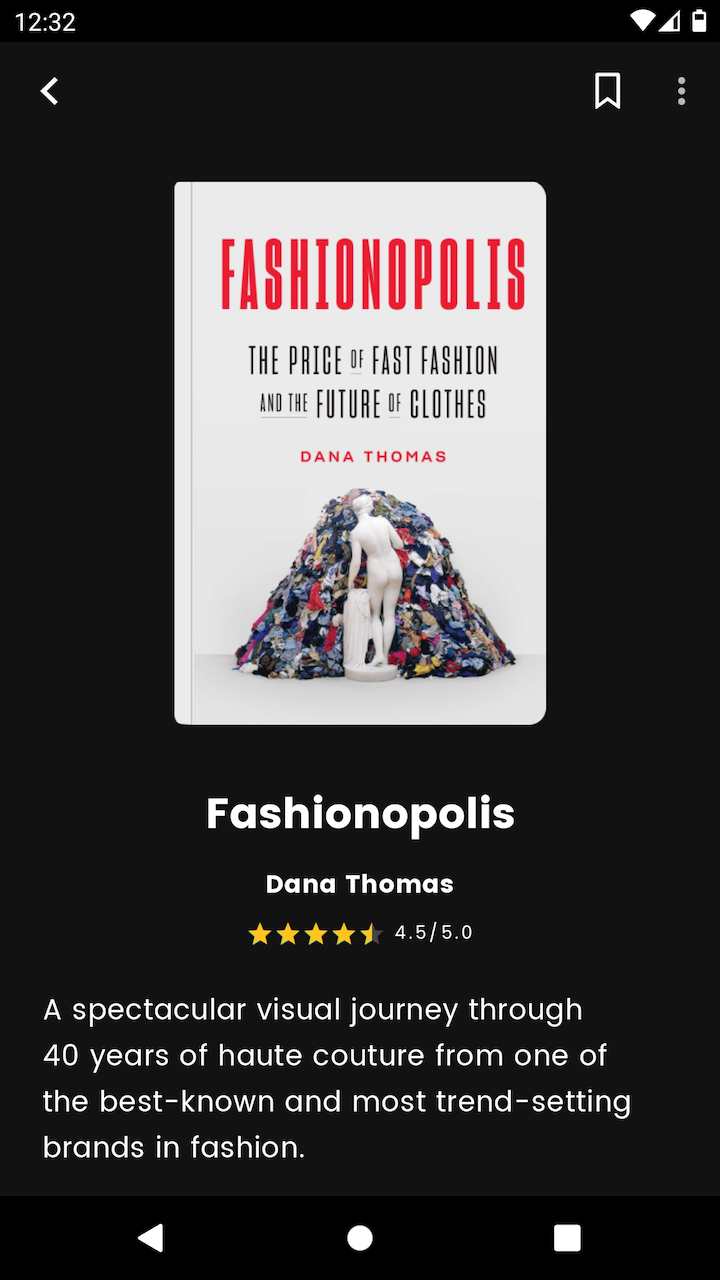 12:32
FASHIONOPOLIS
THE PRICE OF FAST FASHION
AND THE FUTURE OF CLOTHES
DANA THOMAS
Fashionopolis
Dana Thomas
4.5/5.0
A spectacular visual journey through
40 years of haute couture from one of
the best-known and most trend-setting
brands in fashion.